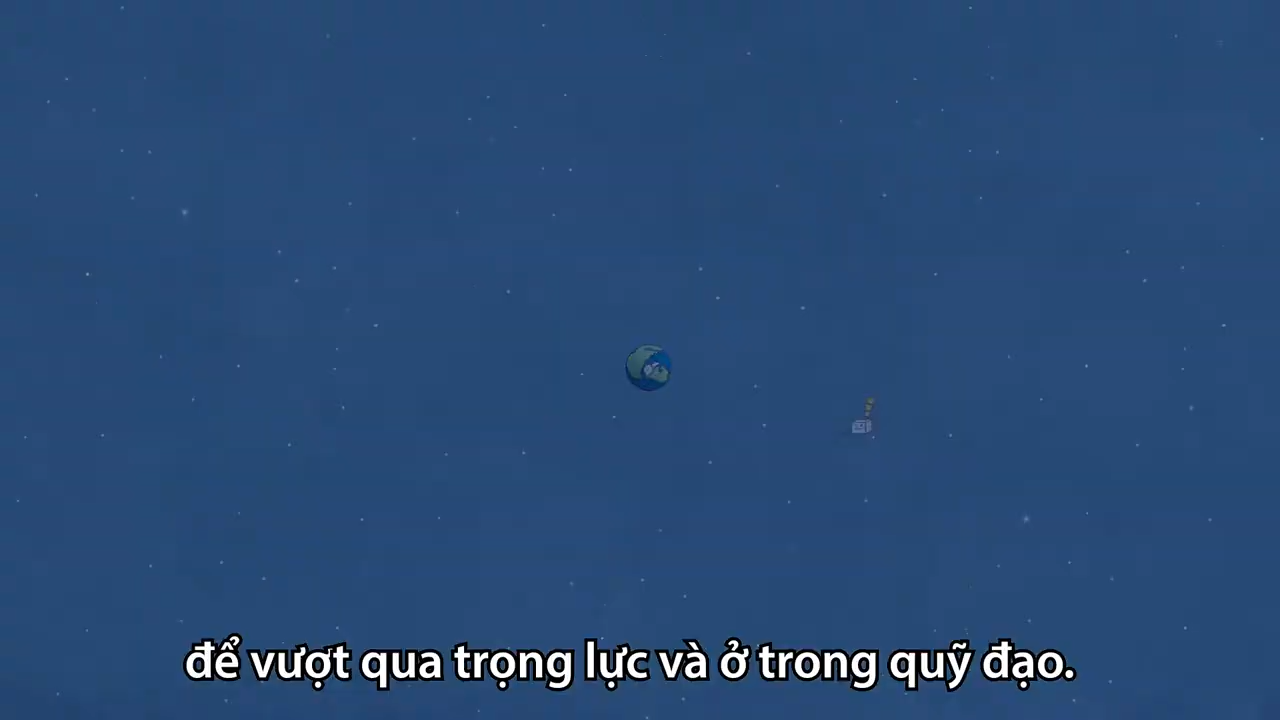 để vượt qua trọng lực và ở trong quỹ đạo.